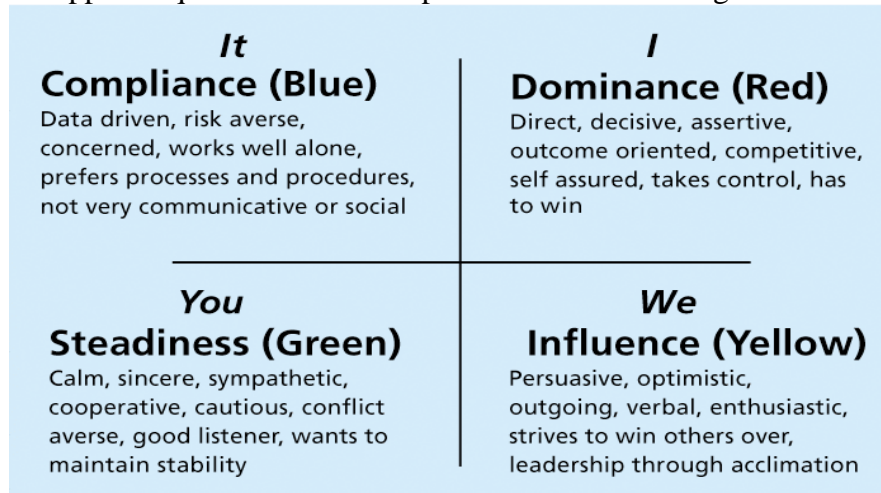 It
Compliance (Blue)
Data driven, risk averse,
concerned, works well alone,
prefers processes and procedures,
not very communicative or social
I
Dominance (Red)
Direct, decisive, assertive,
outcome oriented, competitive,
self assured, takes control, has
to win
You
Steadiness (Green)
Calm, sincere, sympathetic,
cooperative, cautious, conflict
averse, good listener, wants to
maintain stability
We
Influence (Yellow)
Persuasive, optimistic,
outgoing, verbal, enthusiastic,
strives to win others over,
leadership through acclimation